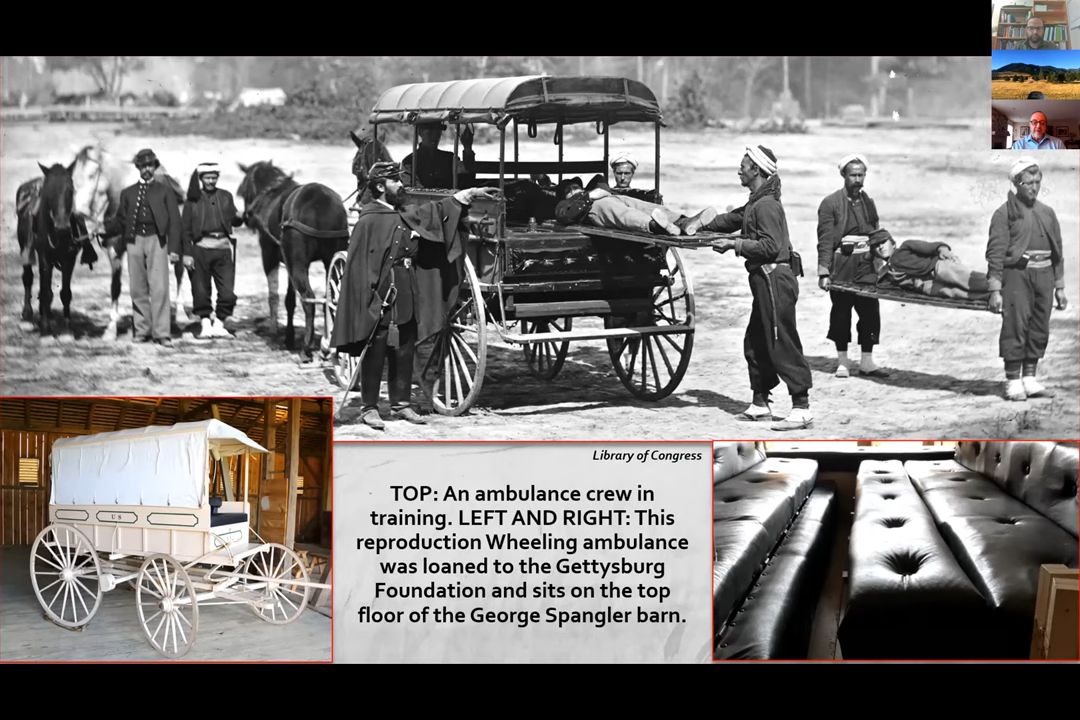 Library of Congress
TOP: An ambulance crew in
training. LEFT AND RIGHT: This
reproduction Wheeling ambulance
was loaned to the Gettysburg
Foundation and sits on the top
floor of the George Spangler barn.
U S